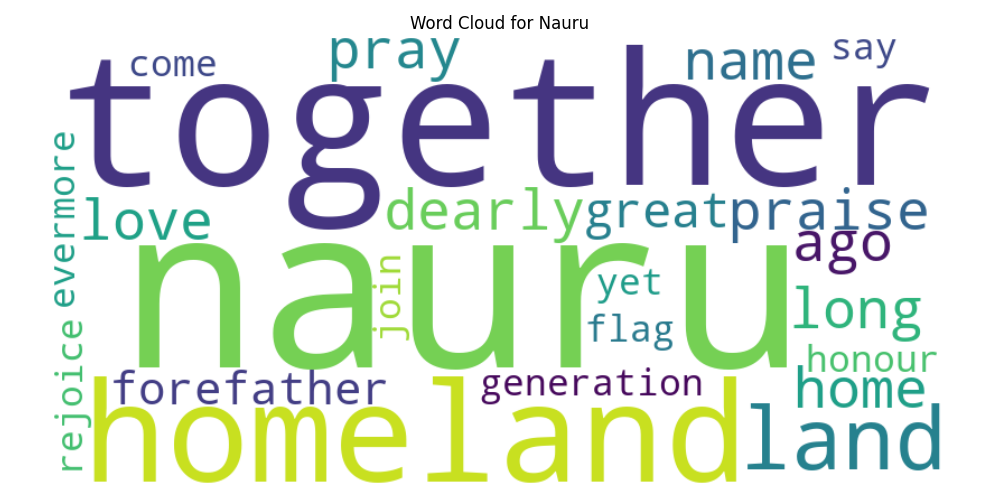 Word Cloud for Nauru
come
pray
name
say
together
evermore
love
dearly
great
praise
ago
nauru
join
yet
flag
long
honour
rejoice
forefather
generation
home
homeland
land